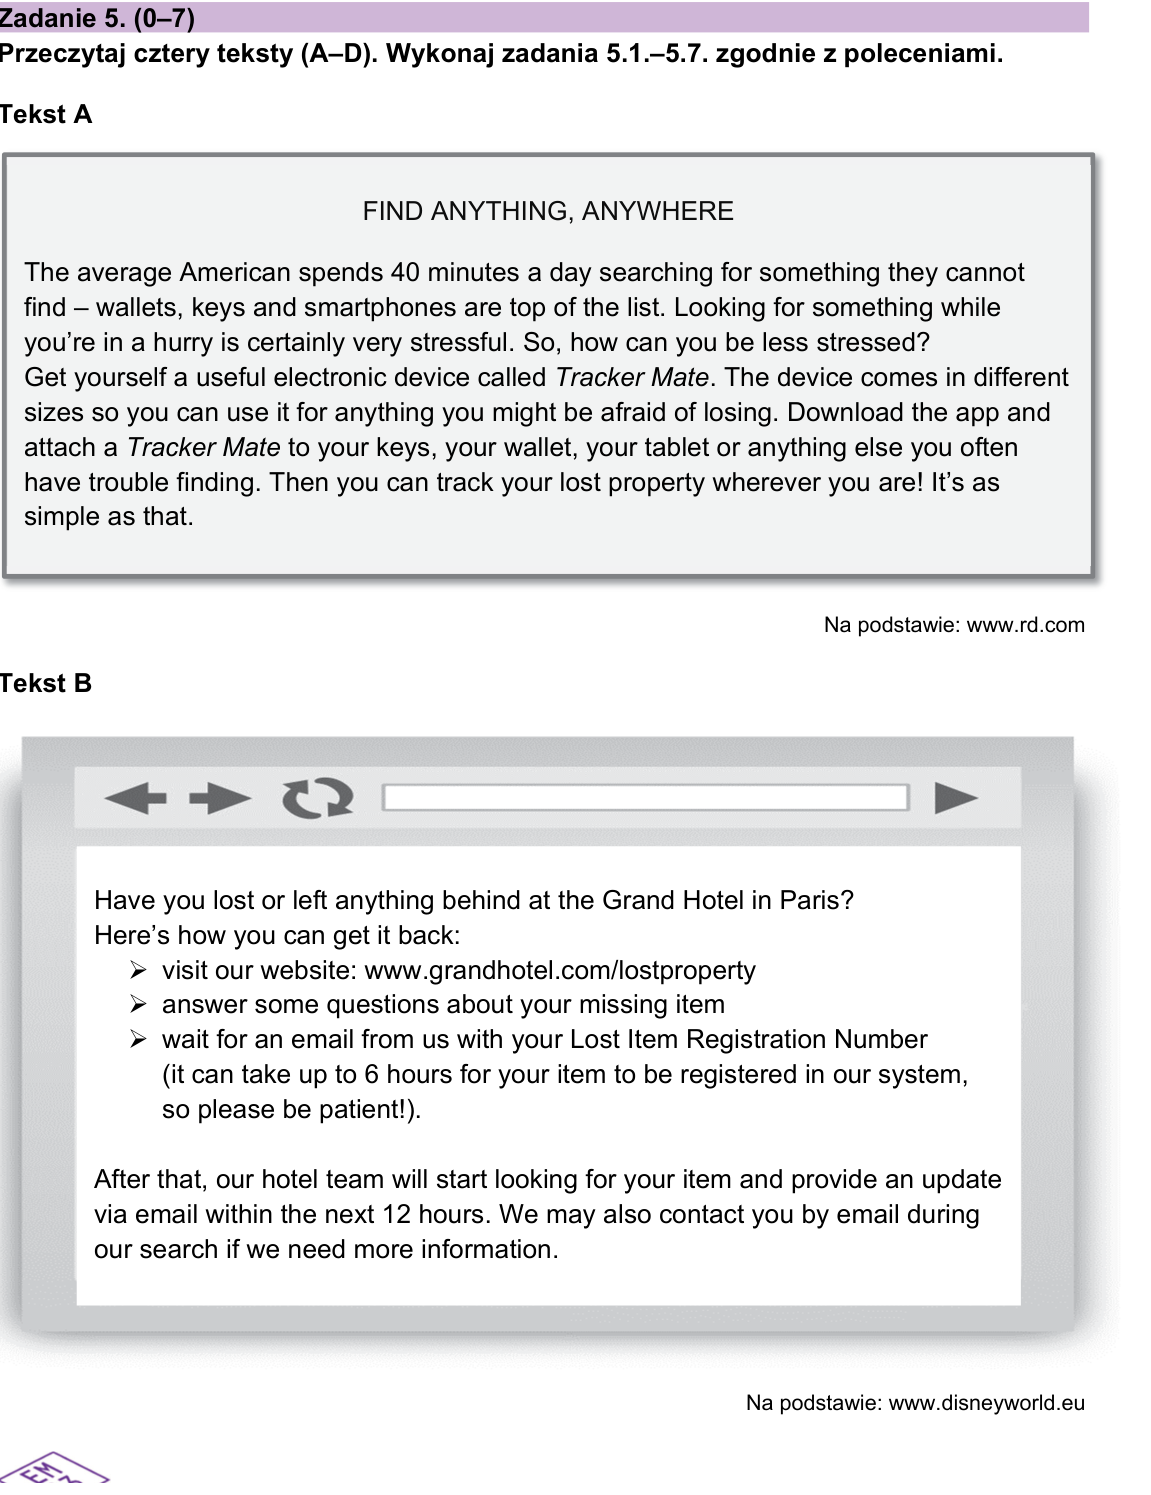 Zadanie 5. (0–7)
Przeczytaj cztery teksty (A–D). Wykonaj zadania 5.1.–5.7. zgodnie z poleceniami.
Tekst A
FIND ANYTHING, ANYWHERE
The average American spends 40 minutes a day searching for something they cannot
find – wallets, keys and smartphones are top of the list. Looking for something while
you’re in a hurry is certainly very stressful. So, how can you be less stressed?
Get yourself a useful electronic device called Tracker Mate. The device comes in different
sizes so you can use it for anything you might be afraid of losing. Download the app and
attach a Tracker Mate to your keys, your wallet, your tablet or anything else you often
have trouble finding. Then you can track your lost property wherever you are! It’s as
simple as that.
Na podstawie: www.rd.com
Tekst B
Have you lost or left anything behind at the Grand Hotel in Paris?
Here’s how you can get it back:
➢ visit our website: www.grandhotel.com/lostproperty
➢ answer some questions about your missing item
➢ wait for an email from us with your Lost Item Registration Number
(it can take up to 6 hours for your item to be registered in our system,
so please be patient!).
After that, our hotel team will start looking for your item and provide an update
via email within the next 12 hours. We may also contact you by email during
our search if we need more information.
Na podstawie: www.disneyworld.eu